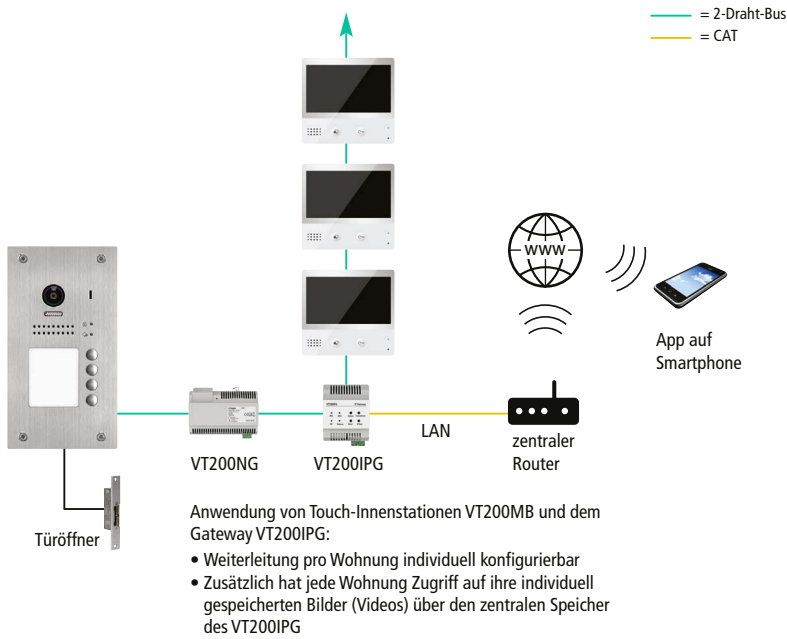 = 2-Draht-Bus
= CAT
WWW
App auf
Smartphone
LAN
VT200NG
VT200IPG
zentraler
Router
Türöffner
Anwendung von Touch-Innenstationen VT200MB und dem
Gateway VT200IPG:
• Weiterleitung pro Wohnung individuell konfigurierbar
• Zusätzlich hat jede Wohnung Zugriff auf ihre individuell
gespeicherten Bilder (Videos) über den zentralen Speicher
des VT200IPG